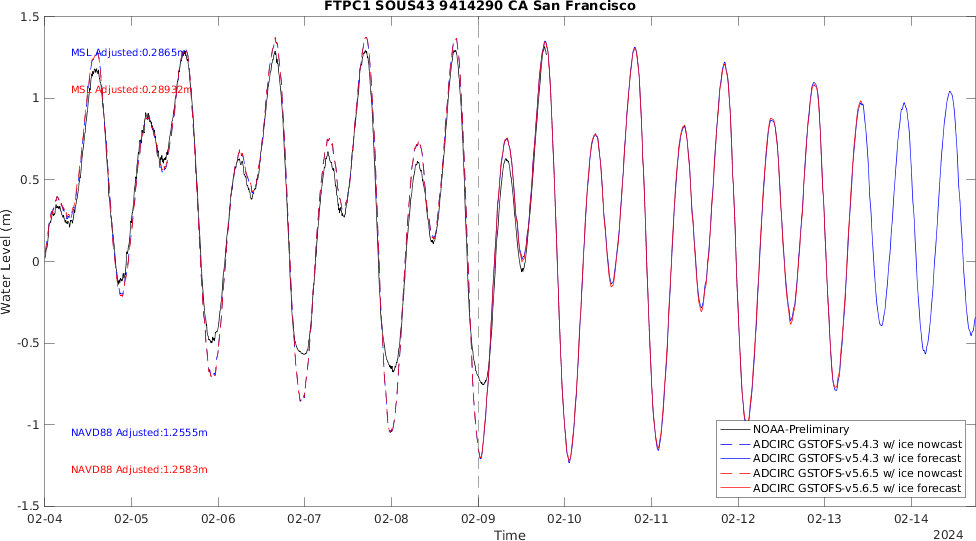 FTPC1 SOUS43 9414290 CA San Francisco
1.5
1
0.5
0
-0.5
-1
-1.5
Water Level (m)
MSL Adjusted:0.2865m
MSL Adjusted:0.28932m
NAVD88 Adjusted:1.2555m
NAVD88 Adjusted:1.2583m
NOAA-Preliminary
ADCIRC GSTOFS-v5.4.3 w/ ice nowcast
ADCIRC GSTOFS-v5.4.3 w/ ice forecast
ADCIRC GSTOFS-v5.6.5 w/ ice nowcast
ADCIRC GSTOFS-v5.6.5 w/ ice forecast
02-04 02-05 02-06 02-07 02-08 02-09 02-10 02-11 02-12 02-13 02-14
Time
2024